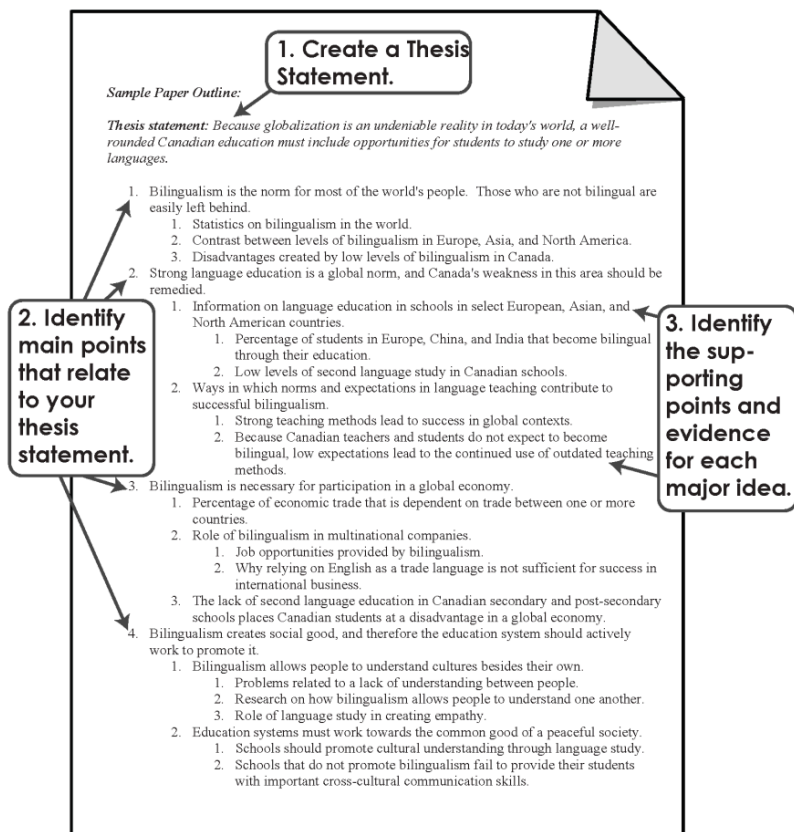 1. Create a Thesis
Statement.
Sample Paper Outline:
Thesis statement: Because globalization is an undeniable reality in today's world, a well-
rounded Canadian education must include opportunities for students to study one or more
languages.
1. Bilingualism is the norm for most of the world's people. Those who are not bilingual are
easily left behind.
1. Statistics on bilingualism in the world.
2. Contrast between levels of bilingualism in Europe, Asia, and North America.
3. Disadvantages created by low levels of bilingualism in Canada.
2. Strong language education is a global norm, and Canada's weakness in this area should be
remedied.
1. Information on language education in schools in select European, Asian, and
North American countries.
1. Percentage of students in Europe, China, and India that become bilingual
through their education.
2. Low levels of second language study in Canadian schools.
2. Ways in which norms and expectations in language teaching contribute to
successful bilingualism.
1. Strong teaching methods lead to success in global contexts.
2. Because Canadian teachers and students do not expect to become
bilingual, low expectations lead to the continued use of outdated teaching
methods.
3. Bilingualism is necessary for participation in a global economy.
1. Percentage of economic trade that is dependent on trade between one or more
countries.
2. Role of bilingualism in multinational companies.
1. Job opportunities provided by bilingualism.
2. Why relying on English as a trade language is not sufficient for success in
international business.
3. The lack of second language education in Canadian secondary and post-secondary
schools places Canadian students at a disadvantage in a global economy.
4. Bilingualism creates social good, and therefore the education system should actively
work to promote it.
1. Bilingualism allows people to understand cultures besides their own.
1. Problems related to a lack of understanding between people.
2. Research on how bilingualism allows people to understand one another.
3. Role of language study in creating empathy.
2. Education systems must work towards the common good of a peaceful society.
1. Schools should promote cultural understanding through language study.
2. Schools that do not promote bilingualism fail to provide their students
with important cross-cultural communication skills.
2. Identify
main points
that relate
to your
thesis
statement.
3. Identify
the sup-
porting
points and
evidence
for each
major idea.